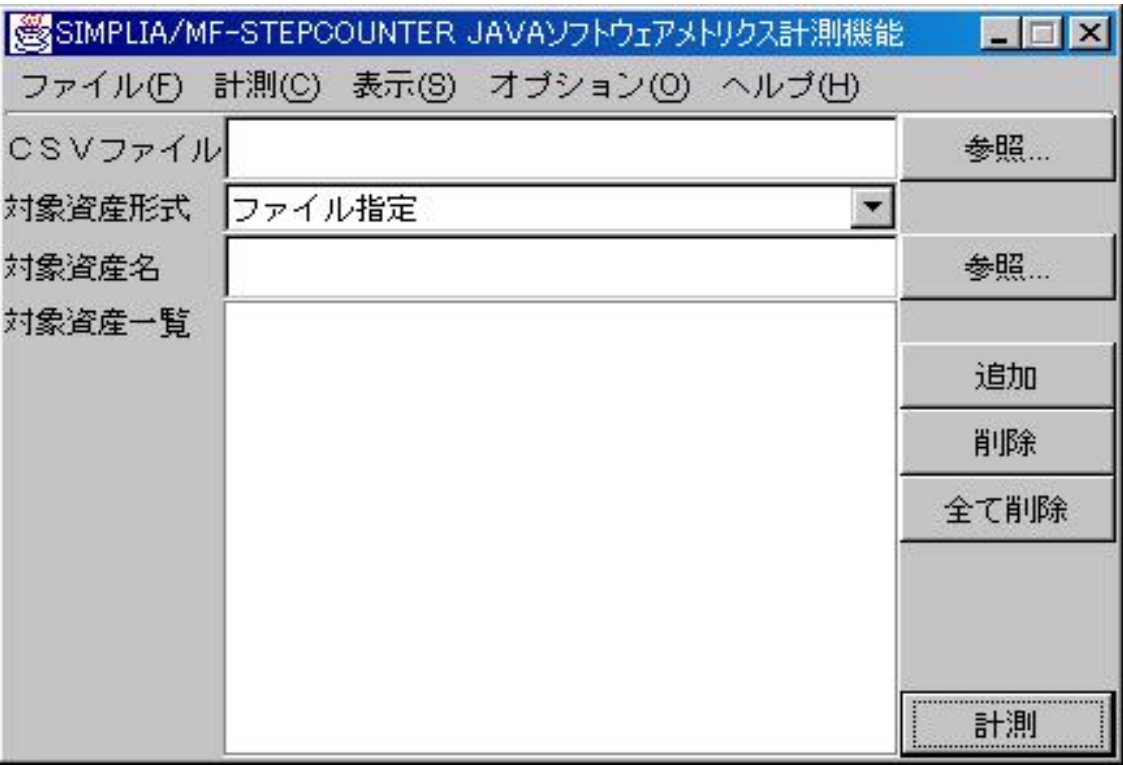 SIMPLIA/MF-STEPCOUNTER JAVAソフトウェアメトリクス計測機能
ファイル(F) 計測(C) 表示(S) オプション(O) ヘルプ(H)
CSVファイル 参照...
対象資産形式 ファイル指定
対象資産名 参照...
対象資産一覧
追加
削除
全て削除
計測